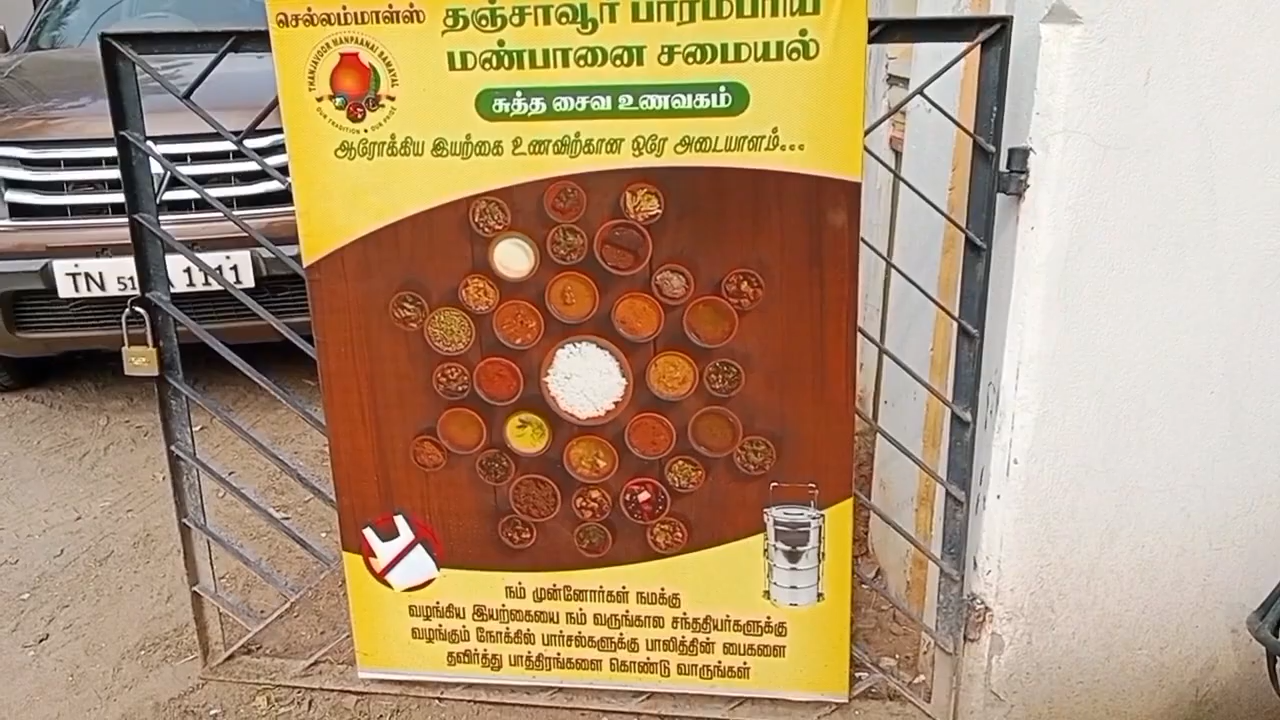 செல்லம்மாள்ஸ்
தஞ்சாவூர் பாரம்பரிய
மண்பானை சமையல்
THANJAVOOR MANPAANAI SAMAYAL
OUR TRADITION • OUR PRIDE
சுத்த சைவ உணவகம்
ஆரோக்கிய இயற்கை உணவிற்கான ஒரே அடையாளம்...
TN 51 A 1111
நம் முன்னோர்கள் நமக்கு
வழங்கிய இயற்கையை நம் வருங்கால சந்ததியர்களுக்கு
வழங்கும் நோக்கில் பார்சல்களுக்கு பாலித்தின் பைகளை
தவிர்த்து பாத்திரங்களை கொண்டு வாருங்கள்